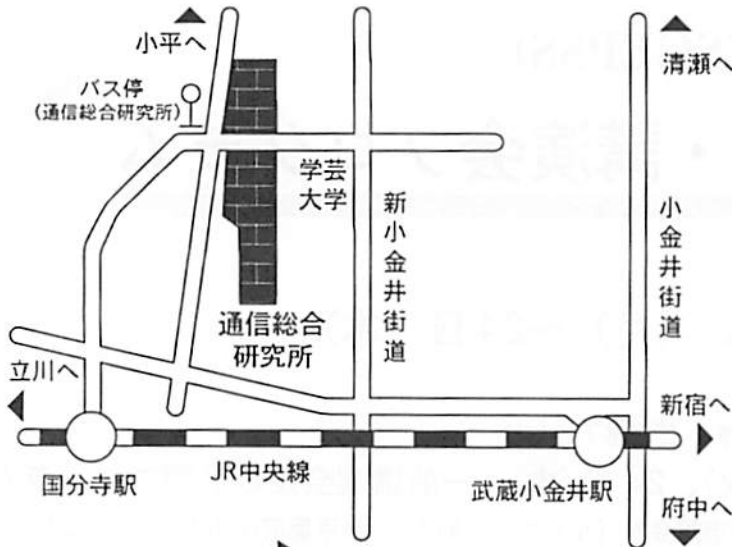 小平へ
清瀬へ
バス停
(通信総合研究所)
学芸
大学
新小金井街道
小金井街道
通信総合
研究所
立川へ
新宿へ
JR中央線
国分寺駅
武蔵小金井駅
府中へ